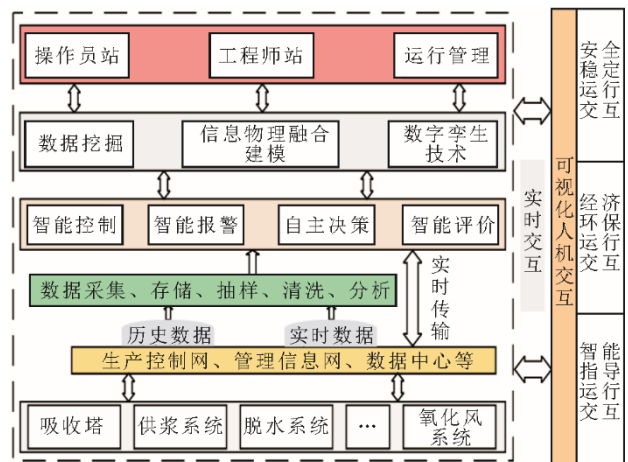 操作员站
工程师站
运行管理
数据挖掘
信息物理融合
建模
数字孪生
技术
智能控制
智能报警
自主决策
智能评价
数据采集、存储、抽样、清洗、分析
实时传输
历史数据
实时数据
生产控制网、管理信息网、数据中心等
吸收塔
供浆系统
脱水系统
…
氧化风
系统
实时交互
可视化人机交互
安全
稳定
运行
交互
经济
环保
运行
交互
智能
指导
运行
交互